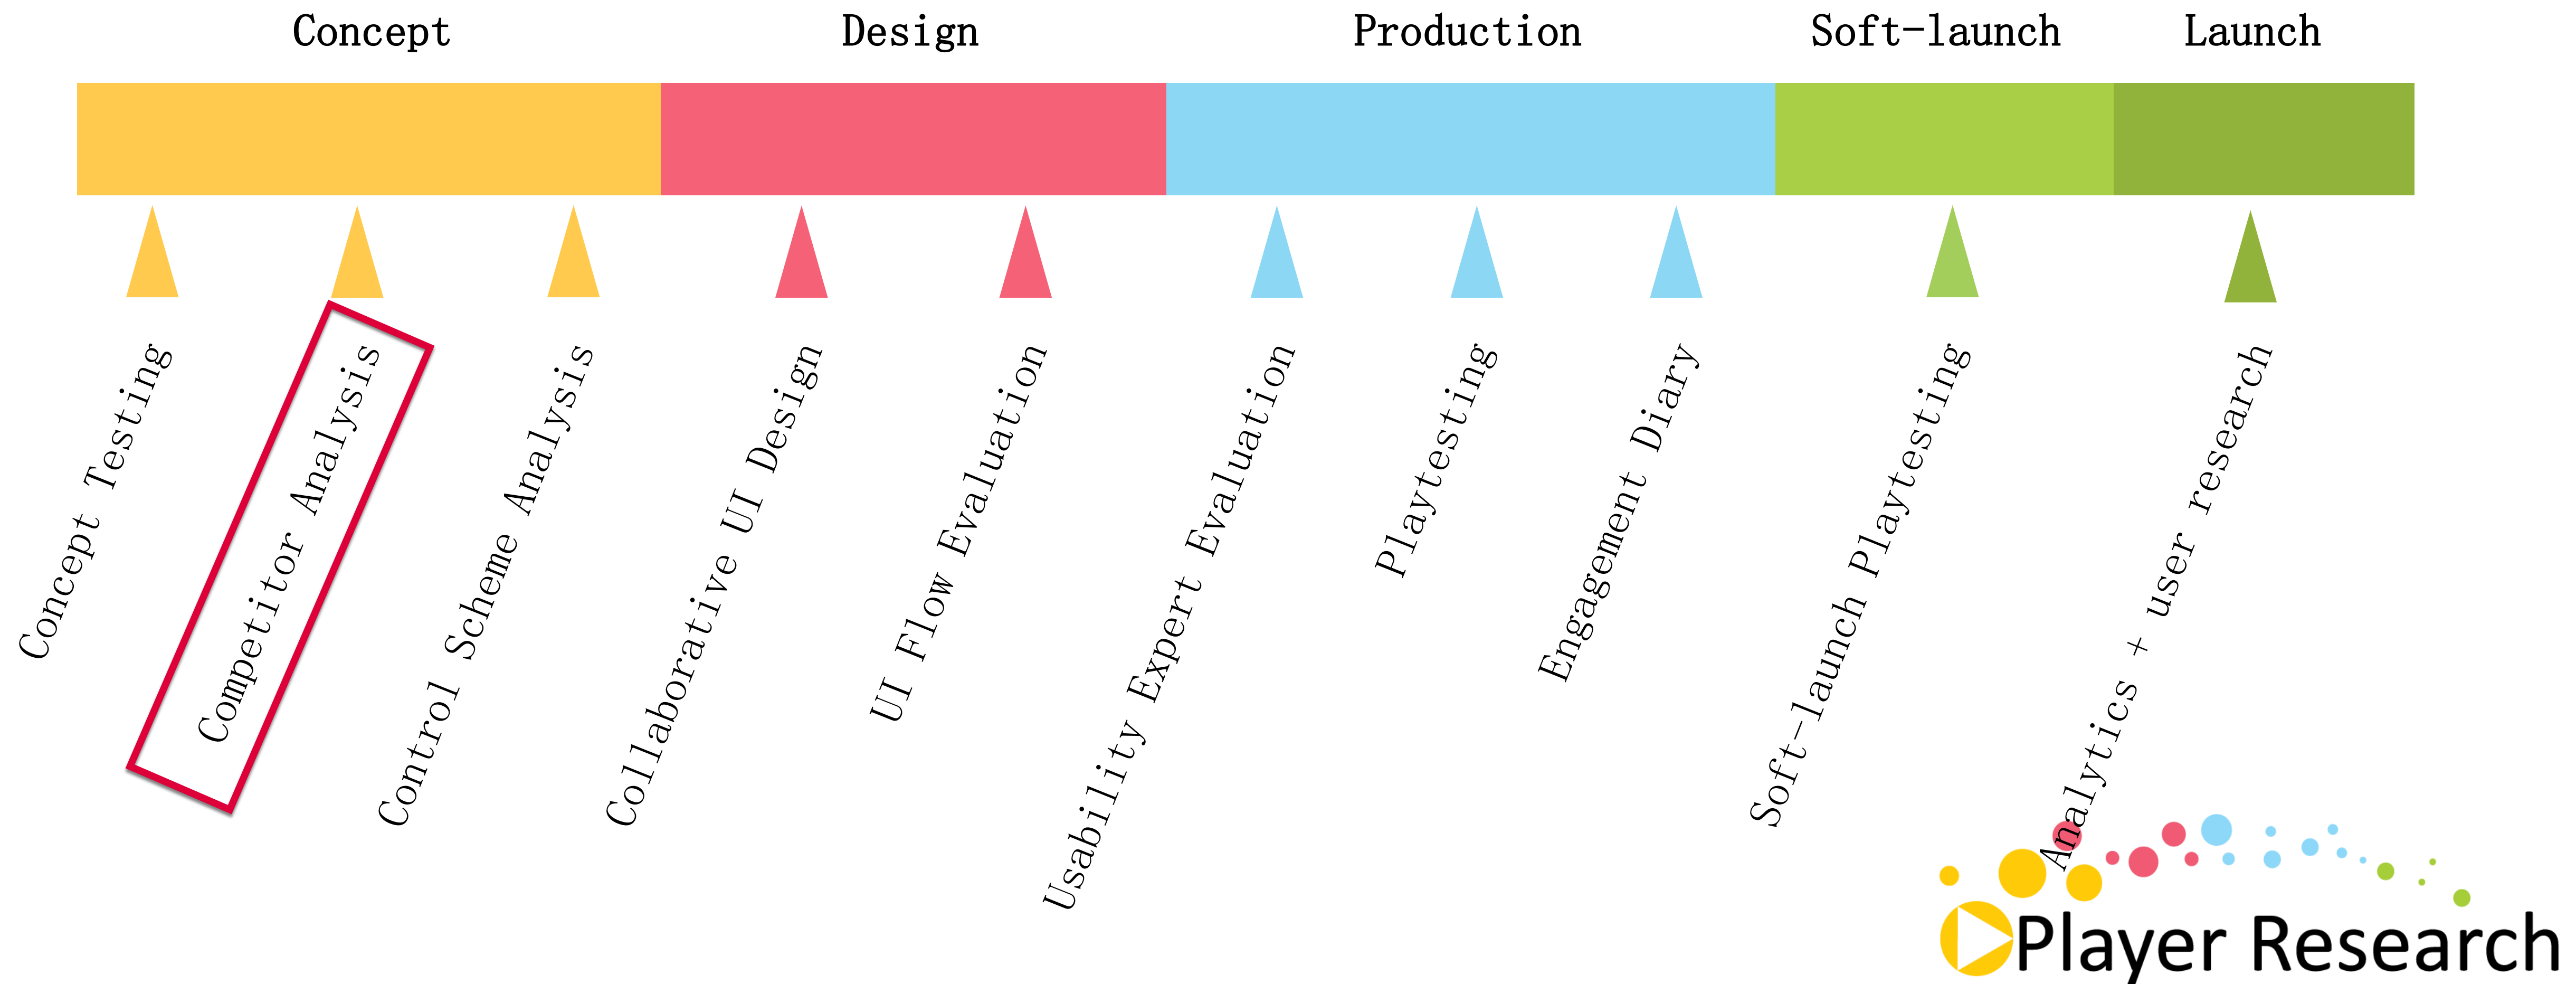 Concept
Design
Production
Soft-launch
Launch
Concept Testing
Competitor Analysis
Control Scheme Analysis
Collaborative UI Design
UI Flow Evaluation
Usability Expert Evaluation
Playtesting
Engagement Diary
Soft-launch Playtesting
Analytics + user research
Player Research